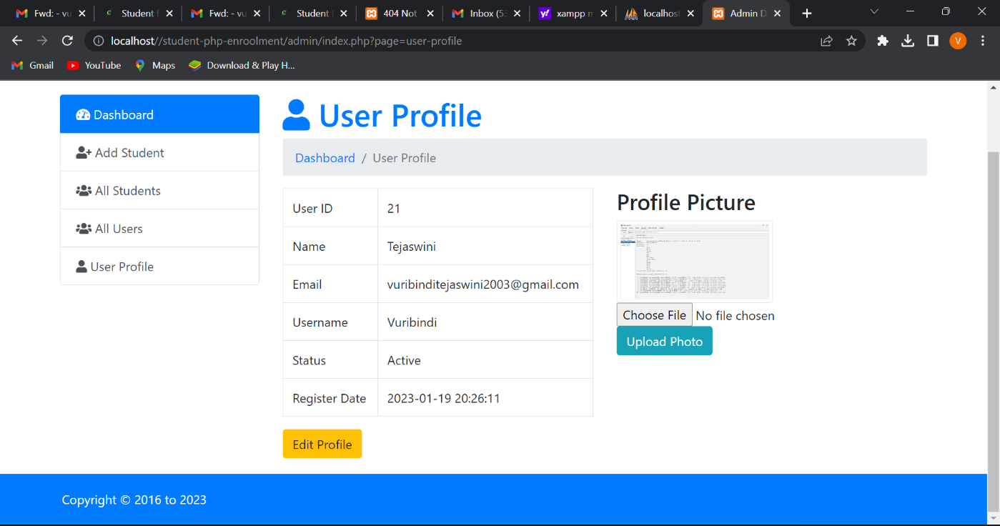 Fwd: - vu
Student
Fwd: - vu
Student
404 Not
Inbox (53
xampp m
localhost
Admin D
localhost//student-php-enroolment/admin/index.php?page=user-profile
V
Gmail
YouTube
Maps
Download & Play H...
Dashboard
Add Student
All Students
All Users
User Profile
User Profile
Dashboard / User Profile
User ID 21
Name Tejaswini
Email vuribinditejaswini2003@gmail.com
Username Vuribindi
Status Active
Register Date 2023-01-19 20:26:11
Edit Profile
Profile Picture
Choose File No file chosen
Upload Photo
Copyright © 2016 to 2023